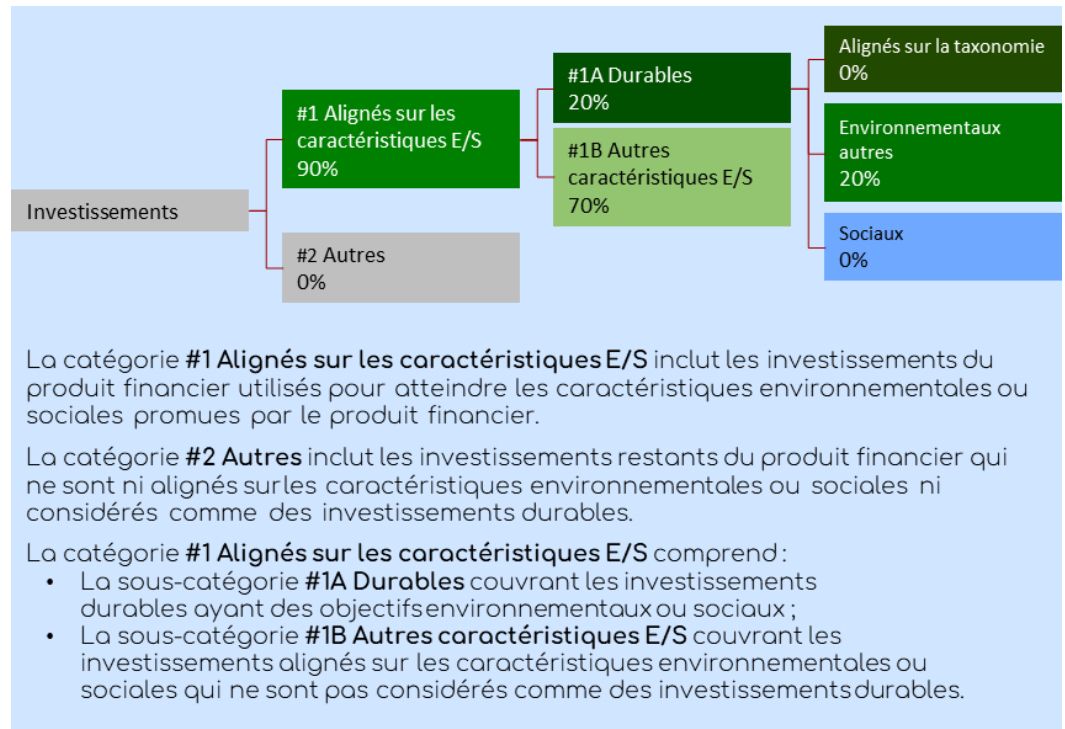 Investissements
#1 Alignés sur les
caractéristiques E/S
90%
#2 Autres
0%
#1A Durables
20%
#1B Autres
caractéristiques E/S
70%
Alignés sur la taxonomie
0%
Environnementaux
autres
20%
Sociaux
0%
La catégorie #1 Alignés sur les caractéristiques E/S inclut les investissements du
produit financier utilisés pour atteindre les caractéristiques environnementales ou
sociales promues par le produit financier.
La catégorie #2 Autres inclut les investissements restants du produit financier qui
ne sont ni alignés surles caractéristiques environnementales ou sociales ni
considérés comme des investissements durables.
La catégorie #1 Alignés sur les caractéristiques E/S comprend :
• La sous-catégorie #1A Durables couvrant les investissements
durables ayant des objectifs environnementaux ou sociaux ;
• La sous-catégorie #1B Autres caractéristiques E/S couvrant les
investissements alignés sur les caractéristiques environnementales ou
sociales qui ne sont pas considérés comme des investissements durables.